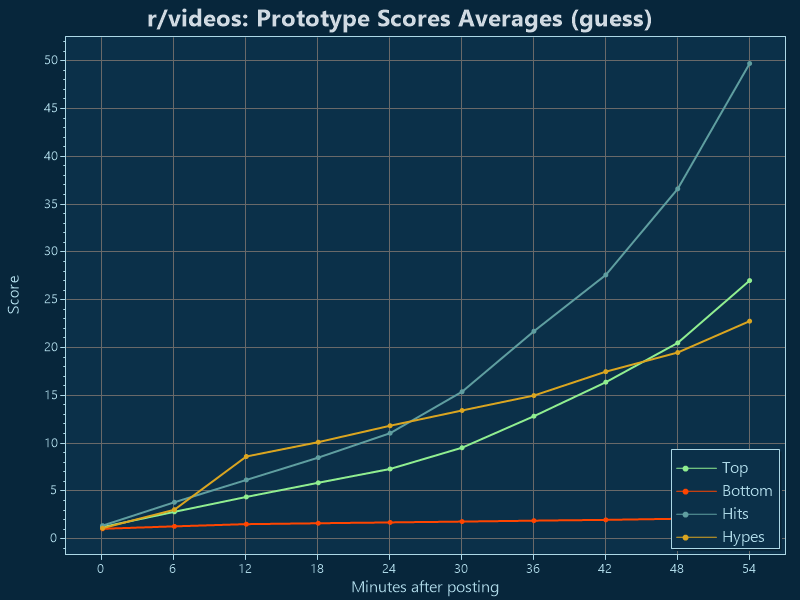 r/videos: Prototype Scores Averages (guess)
50
45
40
35
30
25
20
15
10
5
0
Score
0 6 12 18 24 30 36 42 48 54
Minutes after posting
Top
Bottom
Hits
Hypes